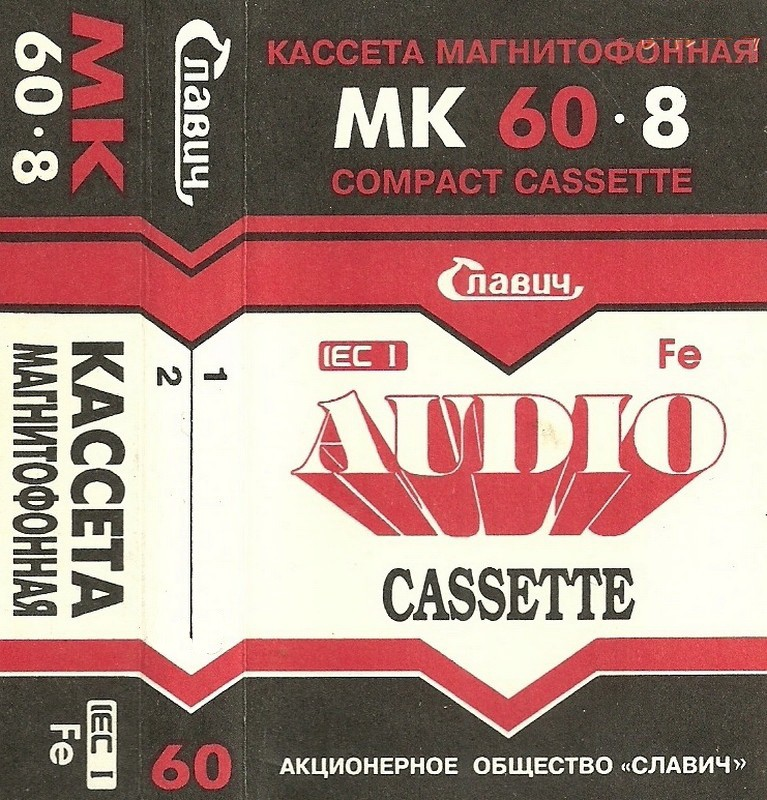 МК
60·8
КАССЕТА
МАГНИТОФОННАЯ
IEC I
Fe
Славич
1
2
60
КАССЕТА МАГНИТОФОННАЯ
МК 60·8
COMPACT CASSETTE
Славич
IEC I
Fe
AUDIO
CASSETTE
АКЦИОНЕРНОЕ ОБЩЕСТВО «СЛАВИЧ»